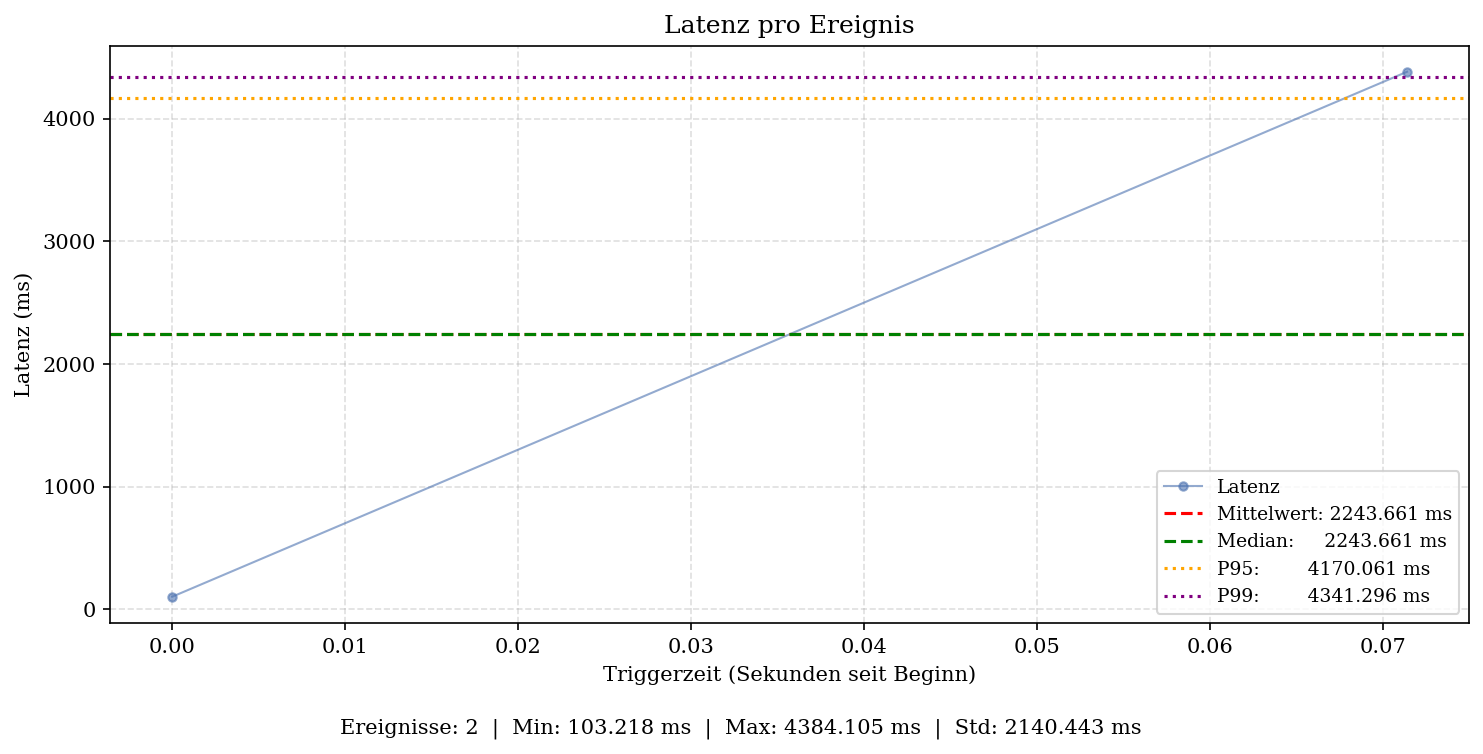 Latenz pro Ereignis
Latenz (ms)
4000
3000
2000
1000
0
Latenz
Mittelwert: 2243.661 ms
Median: 2243.661 ms
P95: 4170.061 ms
P99: 4341.296 ms
0.00 0.01 0.02 0.03 0.04 0.05 0.06 0.07
Triggerzeit (Sekunden seit Beginn)
Ereignisse: 2 | Min: 103.218 ms | Max: 4384.105 ms | Std: 2140.443 ms